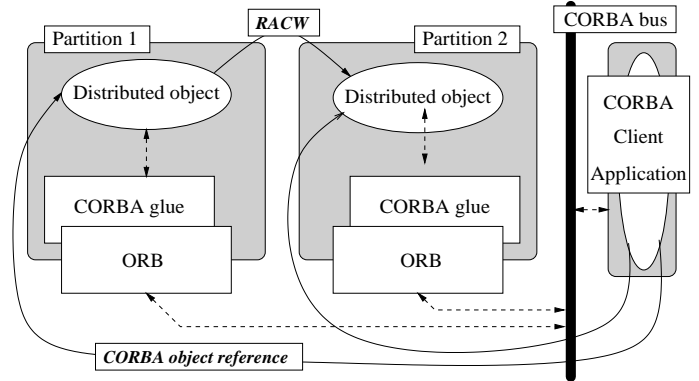 RACW
CORBA bus
Partition 1
Partition 2
Distributed object
Distributed object
CORBA
Client
Application
CORBA glue
CORBA glue
ORB
ORB
CORBA object reference